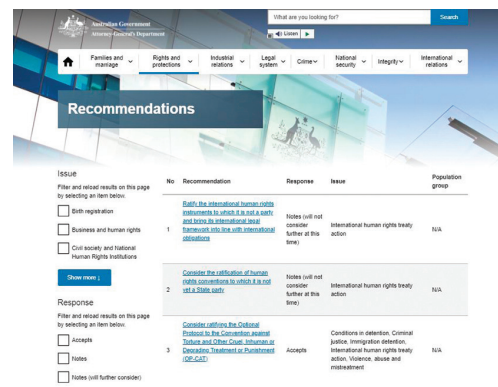 Australian Government
Attorney-General's Department
What are you looking for?
Search
Listen
Families and
marriage
Rights and
protections
Industrial
relations
Legal
system
Crime
National
security
Integrity
International
relations
Recommendations
Issue
Filter and reload results on this page
by selecting an item below.
Birth registration
Business and human rights
Civil society and National
Human Rights Institutions
Show more ↓
Response
Filter and reload results on this page
by selecting an item below.
Accepts
Notes
Notes (will further consider)
No Recommendation Response Issue Population
group
1
Ratify the international human rights
instruments to which it is not a party
and bring its international legal
framework into line with international
obligations
Notes (will not
consider
further at this
time)
International human rights treaty
action
N/A
2
Consider the ratification of human
rights conventions to which it is not
yet a State party
Notes (will not
consider
further at this
time)
International human rights treaty
action
N/A
3
Consider ratifying the Optional
Protocol to the Convention against
Torture and Other Cruel, Inhuman or
Degrading Treatment or Punishment
(OP-CAT)
Accepts
Conditions in detention, Criminal
justice, Immigration detention,
International human rights treaty
action, Violence, abuse and
mistreatment
N/A